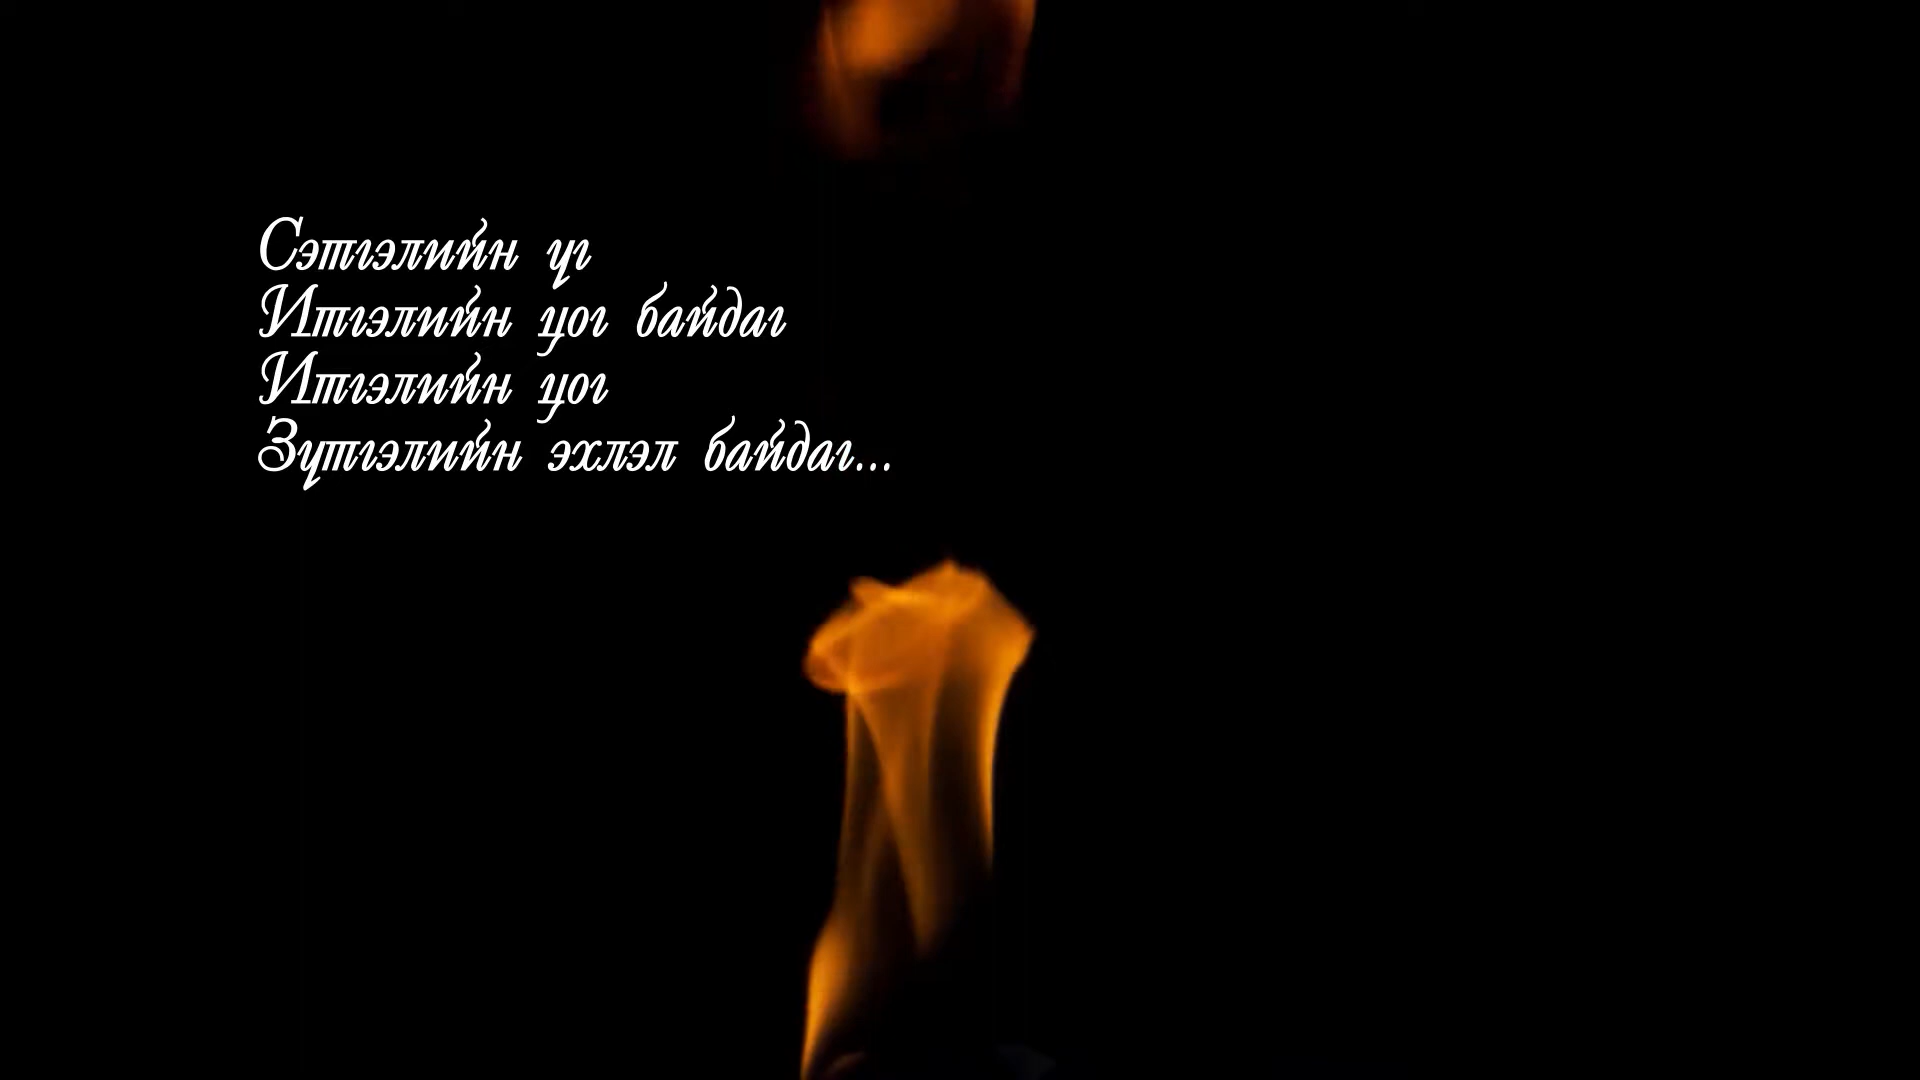 Сэтгэлийн үг
Итгэлийн цог байдаг
Итгэлийн цог
Зүтгэлийн эхлэл байдаг...